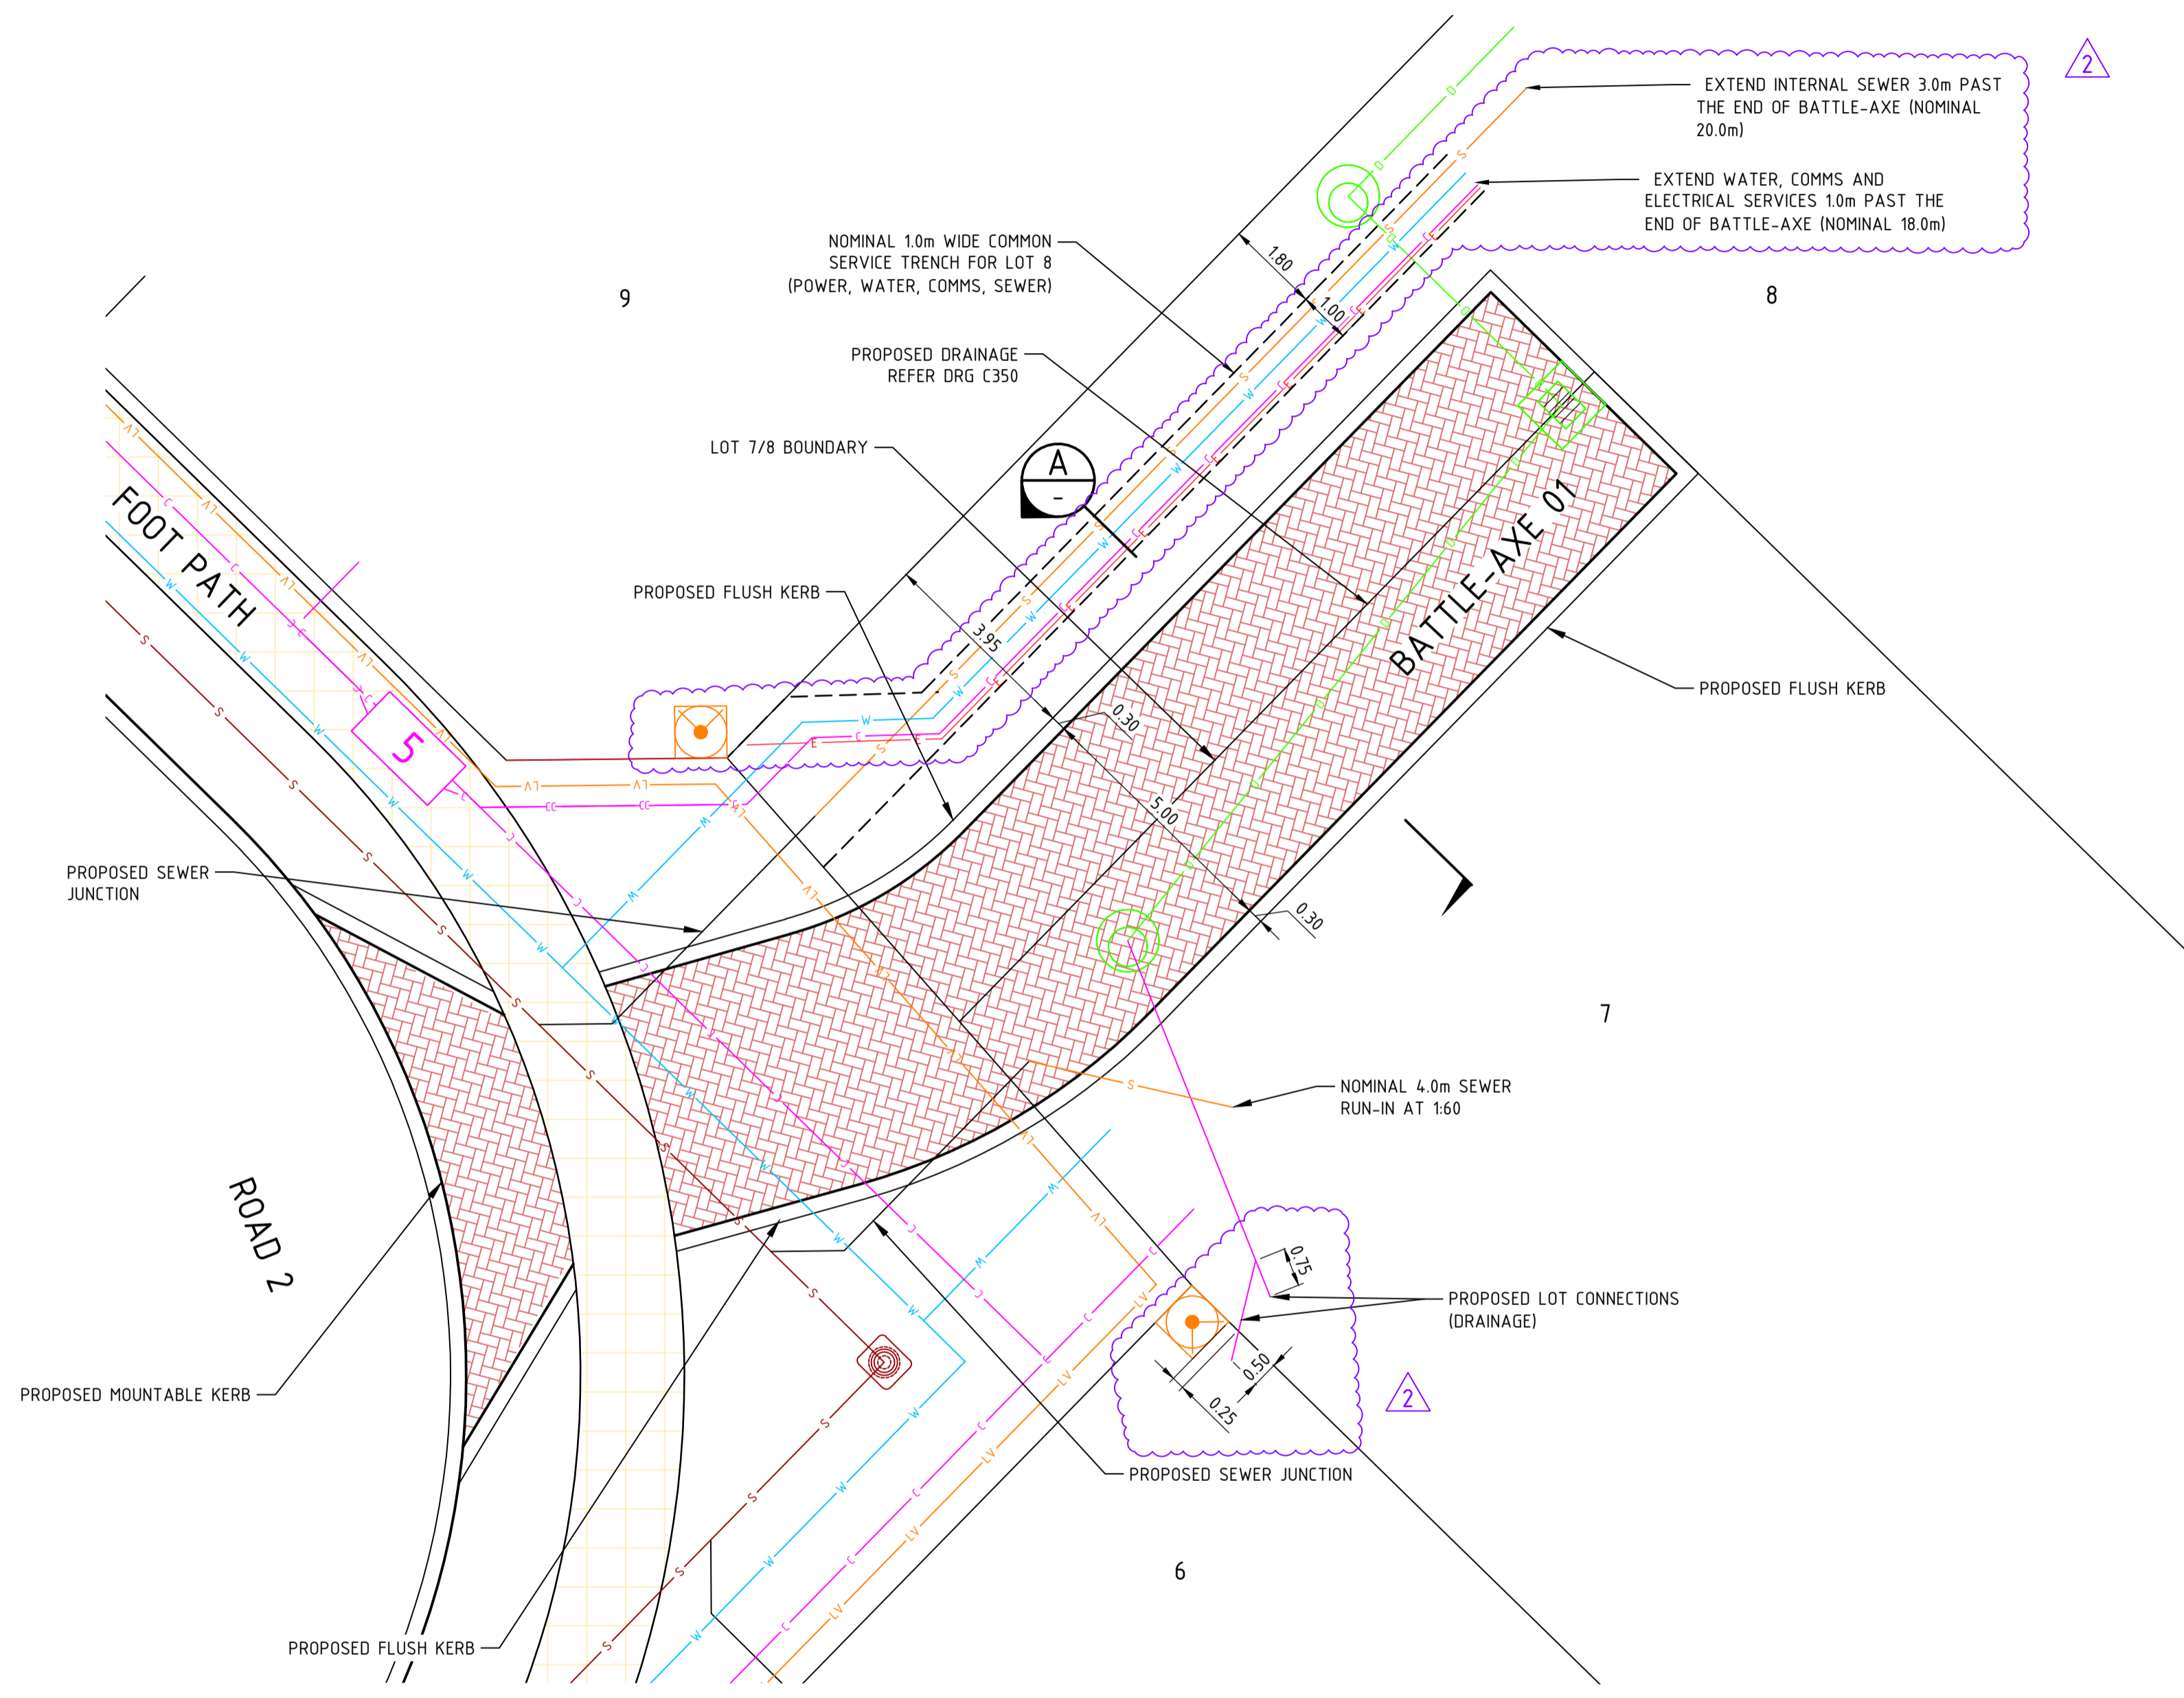 2
EXTEND INTERNAL SEWER 3.0m PAST
THE END OF BATTLE-AXE (NOMINAL
20.0m)
EXTEND WATER, COMMS AND
ELECTRICAL SERVICES 1.0m PAST THE
END OF BATTLE-AXE (NOMINAL 18.0m)
NOMINAL 1.0m WIDE COMMON
SERVICE TRENCH FOR LOT 8
(POWER, WATER, COMMS, SEWER)
1.80
1.00
9
8
PROPOSED DRAINAGE
REFER DRG C350
LOT 7/8 BOUNDARY
A
-
FOOT PATH
BATTLE-AXE 01
PROPOSED FLUSH KERB
3.95
0.30
PROPOSED FLUSH KERB
5
5.00
0.30
PROPOSED SEWER
JUNCTION
7
NOMINAL 4.0m SEWER
RUN-IN AT 1:60
ROAD 2
0.75
PROPOSED LOT CONNECTIONS
(DRAINAGE)
0.50
0.25
2
PROPOSED MOUNTABLE KERB
PROPOSED SEWER JUNCTION
6
PROPOSED FLUSH KERB